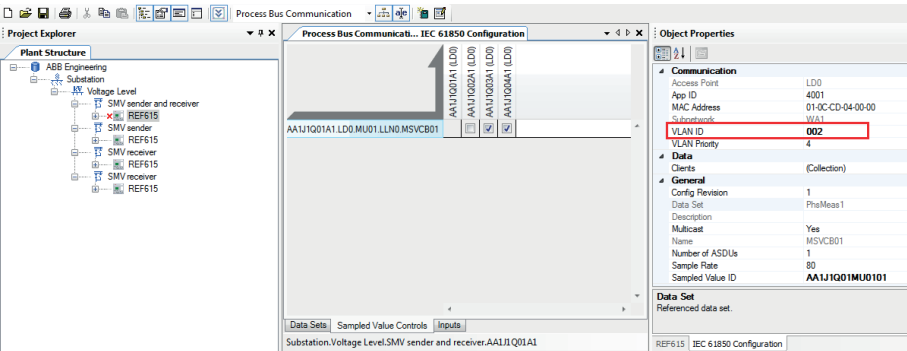 Process Bus Communication
Project Explorer
Plant Structure
ABB Engineering
Substation
Voltage Level
SMV sender and receiver
REF615
SMV sender
REF615
SMV receiver
REF615
SMV receiver
REF615
Process Bus Communicati... IEC 61850 Configuration
AA1J1Q01A1 (LD0)
AA1J1Q02A1 (LD0)
AA1J1Q03A1 (LD0)
AA1J1Q04A1 (LD0)
AA1J1Q01A1.LD0.MU01.LLN0.MSVCB01
Data Sets Sampled Value Controls Inputs
Substation.Voltage Level.SMV sender and receiver.AA1J1Q01A1
Object Properties
Communication
Access Point LD0
App ID 4001
MAC Address 01-0C-CD-04-00-00
Subnetwork WA1
VLAN ID 002
VLAN Priority 4
Data
Clients (Collection)
General
Config Revision 1
Data Set PhsMeas1
Description
Multicast Yes
Name MSVCB01
Number of ASDUs 1
Sample Rate 80
Sampled Value ID AA1J1Q01MU0101
Data Set
Referenced data set.
REF615 IEC 61850 Configuration